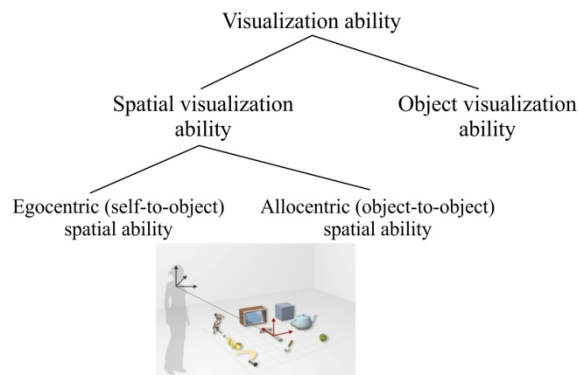 Visualization ability
Spatial visualization
ability
Object visualization
ability
Egocentric (self-to-object)
spatial ability
Allocentric (object-to-object)
spatial ability